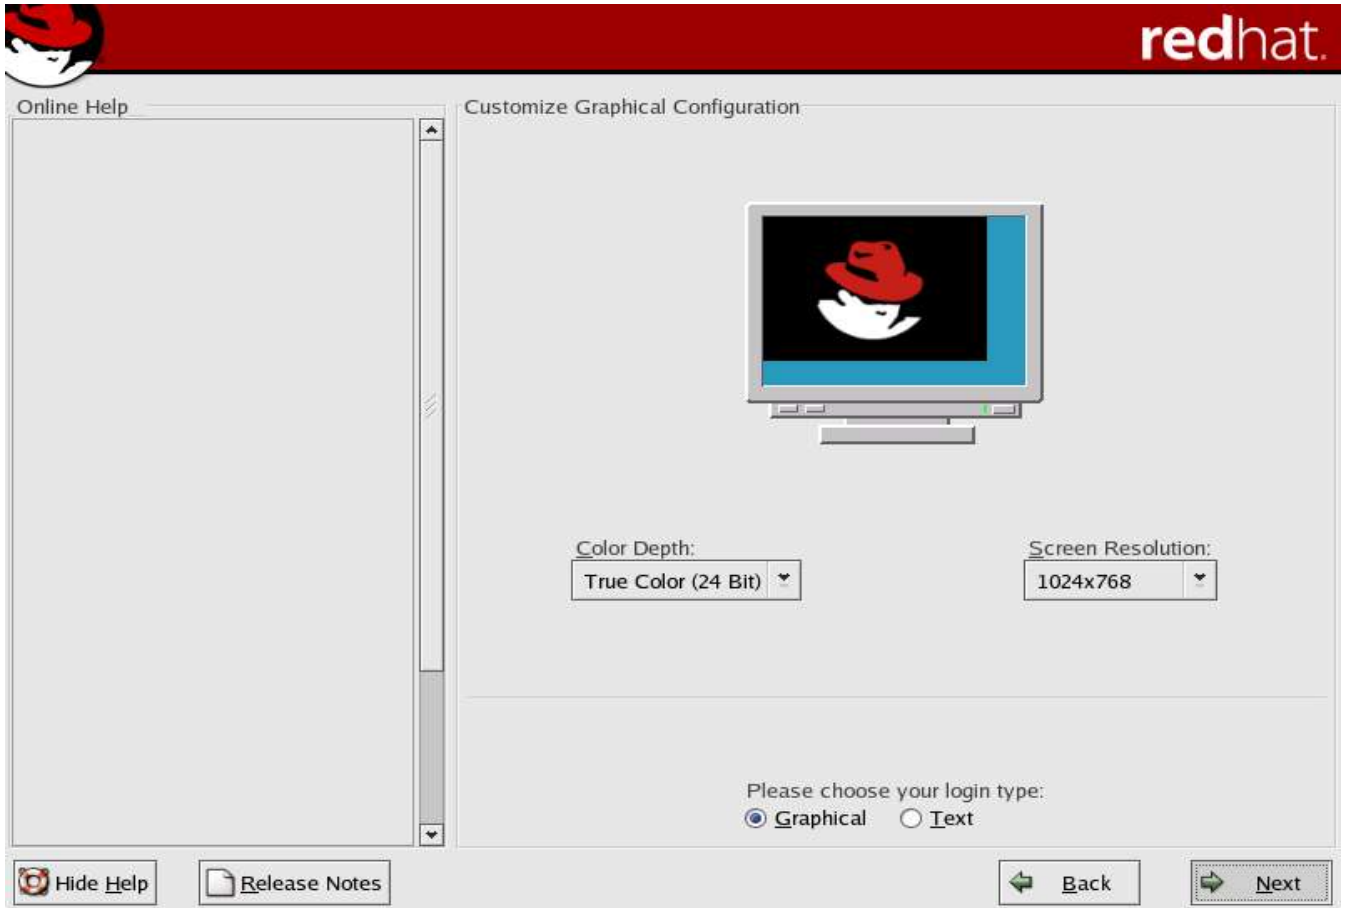 redhat.
Online Help
Customize Graphical Configuration
Color Depth:
Screen Resolution:
True Color (24 Bit)
1024x768
Please choose your login type:
Graphical
Text
Hide Help
Release Notes
Back
Next